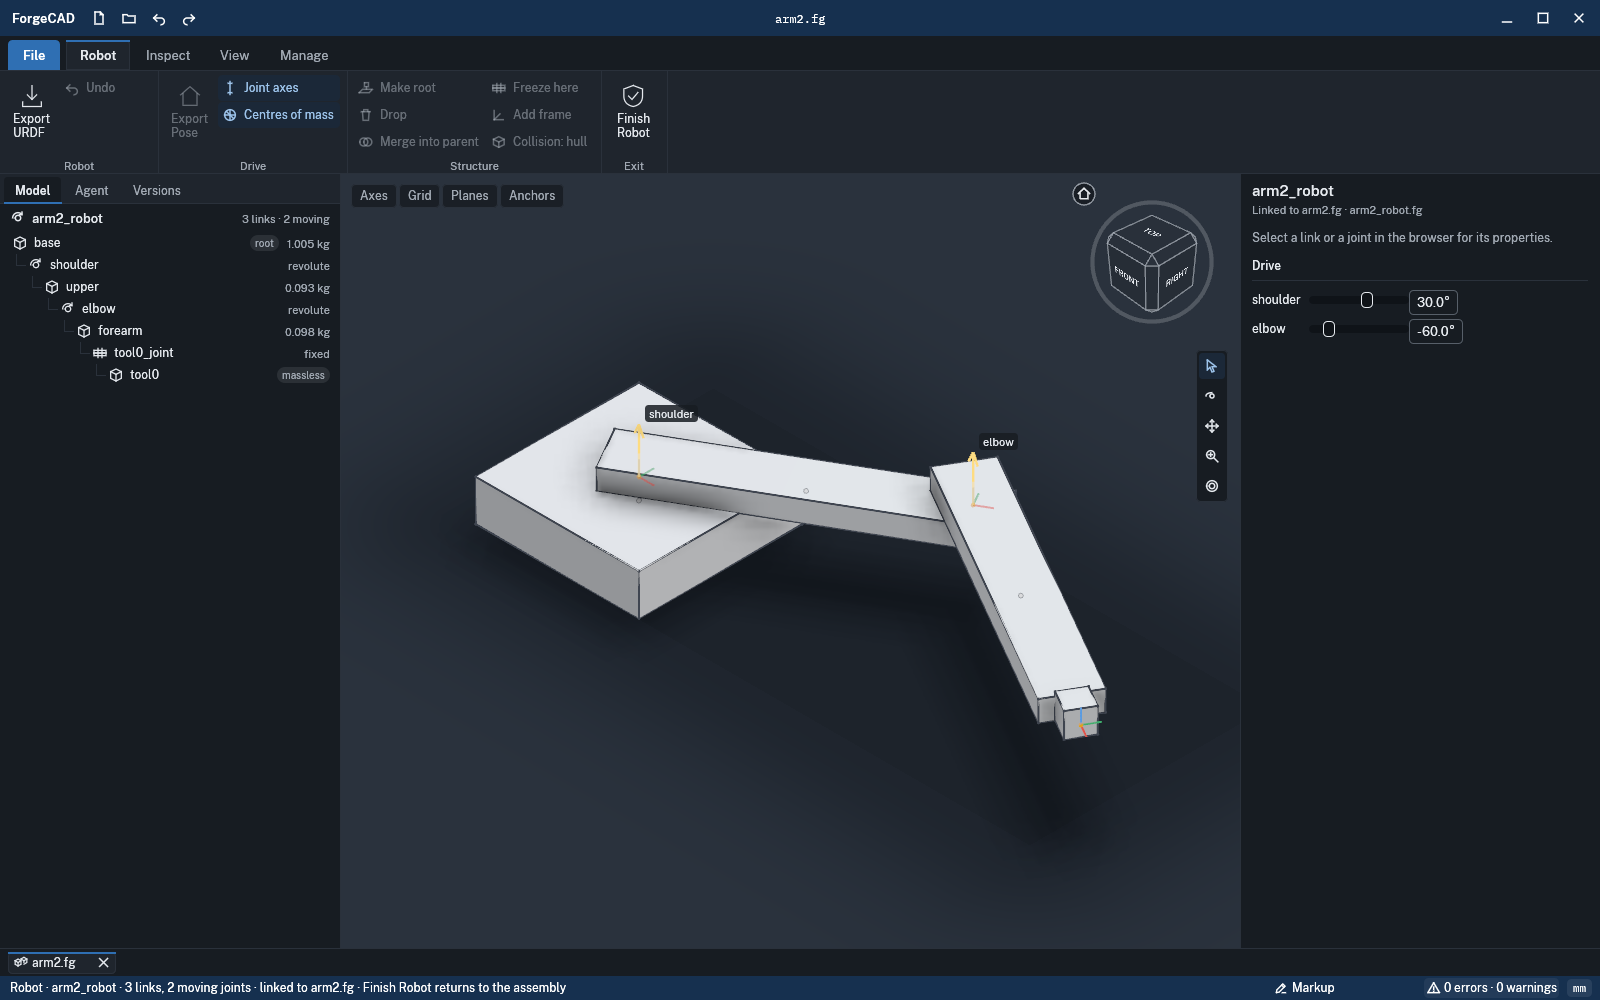 ForgeCAD
arm2.fg
File
Robot
Inspect
View
Manage
Export
URDF
Undo
Robot
Export
Pose
Joint axes
Centres of mass
Drive
Make root
Drop
Merge into parent
Freeze here
Add frame
Collision: hull
Structure
Finish
Robot
Exit
Model
Agent
Versions
arm2_robot
3 links · 2 moving
base
root
1.005 kg
shoulder
revolute
upper
0.093 kg
elbow
revolute
forearm
0.098 kg
tool0_joint
fixed
tool0
massless
Axes
Grid
Planes
Anchors
TOP
FRONT
RIGHT
shoulder
elbow
arm2_robot
Linked to arm2.fg · arm2_robot.fg
Select a link or a joint in the browser for its properties.
Drive
shoulder
30.0°
elbow
-60.0°
arm2.fg
Robot · arm2_robot · 3 links, 2 moving joints · linked to arm2.fg · Finish Robot returns to the assembly
Markup
0 errors · 0 warnings
mm